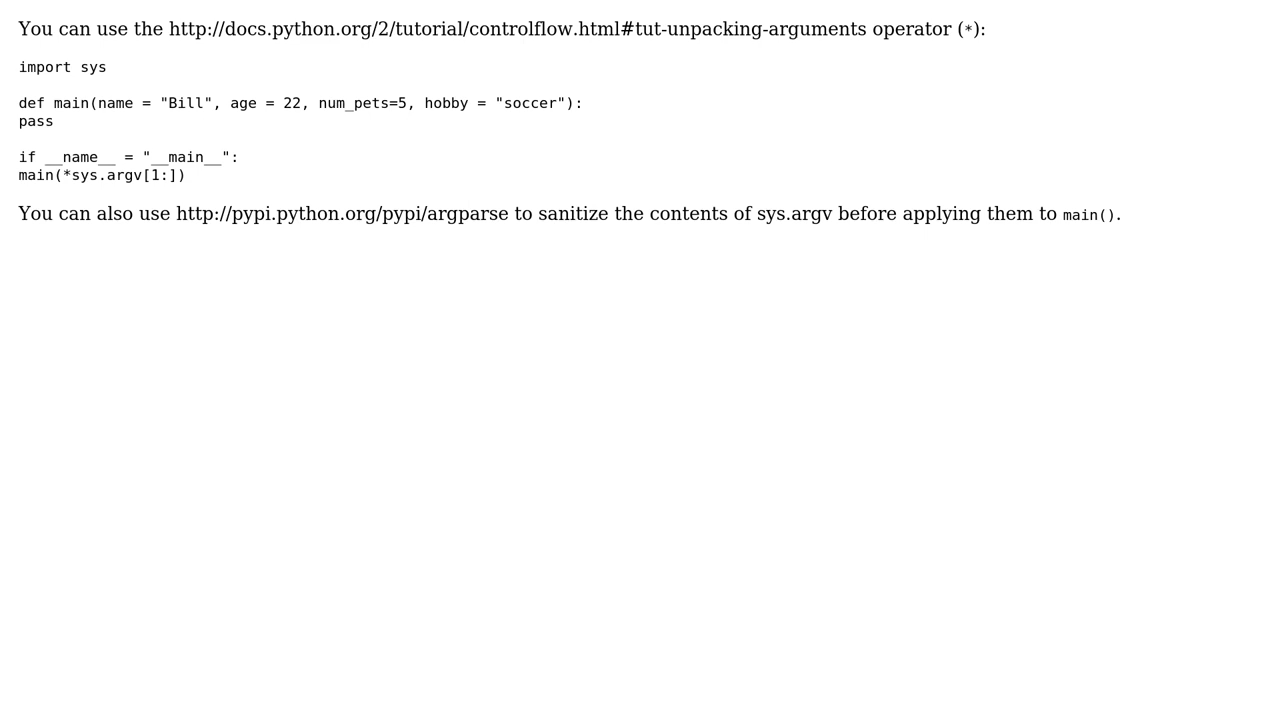 You can use the http://docs.python.org/2/tutorial/controlflow.html#tut-unpacking-arguments operator (*):
import sys
def main(name = "Bill", age = 22, num_pets=5, hobby = "soccer"):
pass
if __name__ = "__main__":
main(*sys.argv[1:])
You can also use http://pypi.python.org/pypi/argparse to sanitize the contents of sys.argv before applying them to main().